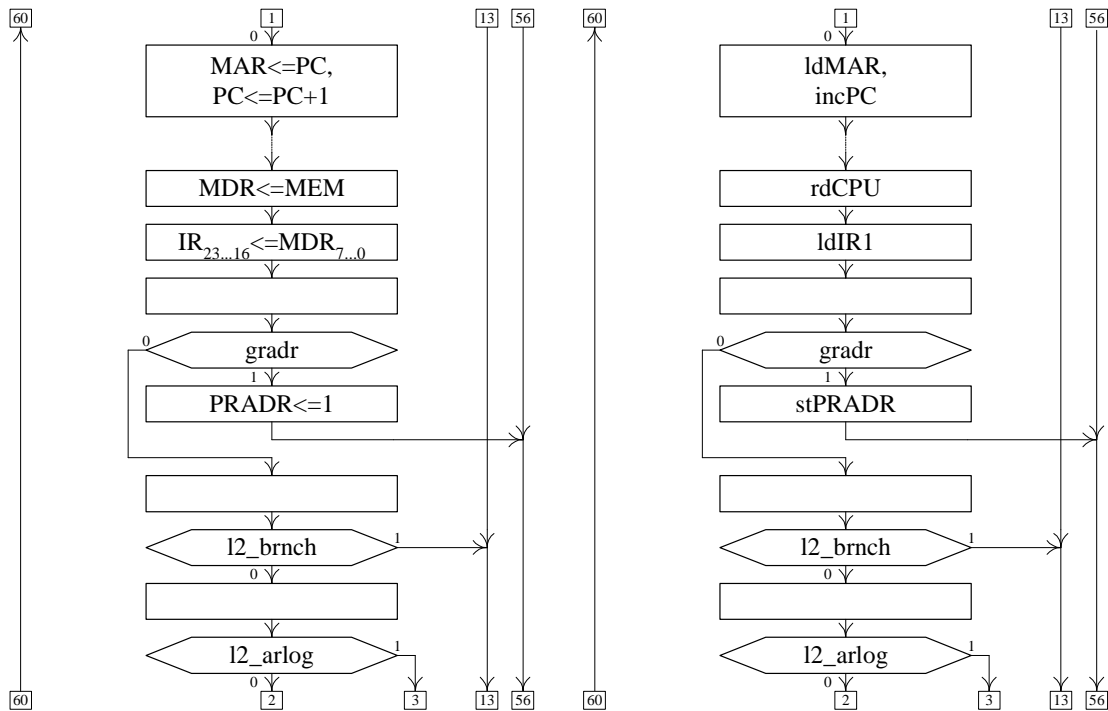 60 1 13 56 60 1 13 56
0 0
MAR<=PC,
PC<=PC+1
ldMAR,
incPC
MDR<=MEM rdCPU
IR23...16<=MDR7...0 ldIR1
0 gradr 0 gradr
1 1
PRADR<=1 stPRADR
l2_brnch 1 l2_brnch 1
0 0
l2_arlog 1 l2_arlog 1
0 0
60 2 3 13 56 60 2 3 13 56